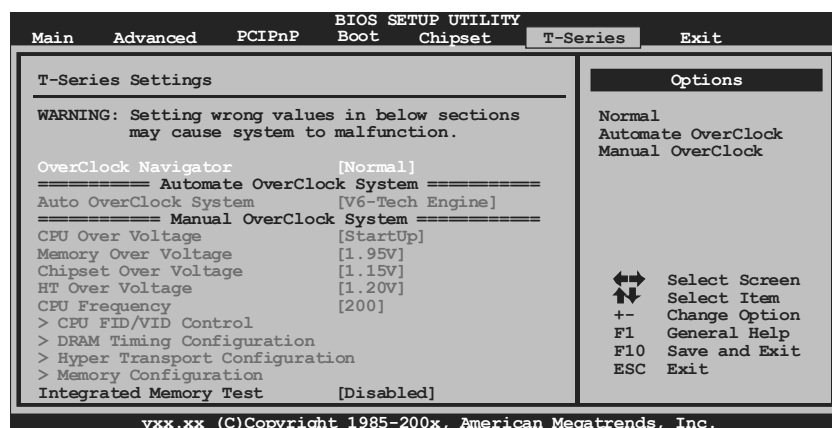 BIOS SETUP UTILITY
Main Advanced PCIPnP Boot Chipset T-Series Exit
T-Series Settings
WARNING: Setting wrong values in below sections
may cause system to malfunction.
OverClock Navigator [Normal]
=========== Automate OverClock System ===========
Auto OverClock System [V6-Tech Engine]
============ Manual OverClock System ============
CPU Over Voltage [StartUp]
Memory Over Voltage [1.95V]
Chipset Over Voltage [1.15V]
HT Over Voltage [1.20V]
CPU Frequency [200]
> CPU FID/VID Control
> DRAM Timing Configuration
> Hyper Transport Configuration
> Memory Configuration
Integrated Memory Test [Disabled]
Options
Normal
Automate OverClock
Manual OverClock
Select Screen
Select Item
+- Change Option
F1 General Help
F10 Save and Exit
ESC Exit
vxx.xx (C)Copyright 1985-200x, American Megatrends, Inc.